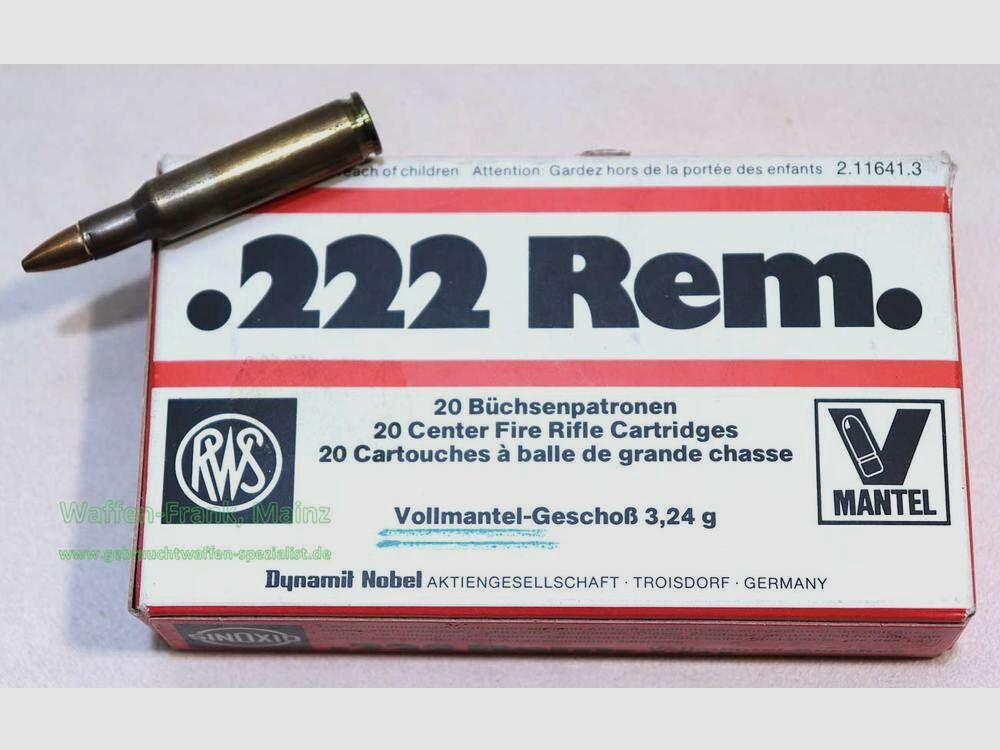 each of children Attention: Gardez hors de la portée des enfants 2.11641.3
.222 Rem.
20 Büchsenpatronen
20 Center Fire Rifle Cartridges
20 Cartouches à balle de grande chasse
RWS
V
MANTEL
Vollmantel-Geschoß 3,24 g
Waffen-Frank, Mainz
www.gebrauchtwaffen-spezialist.de
Dynamit Nobel AKTIENGESELLSCHAFT · TROISDORF · GERMANY
SINOXID